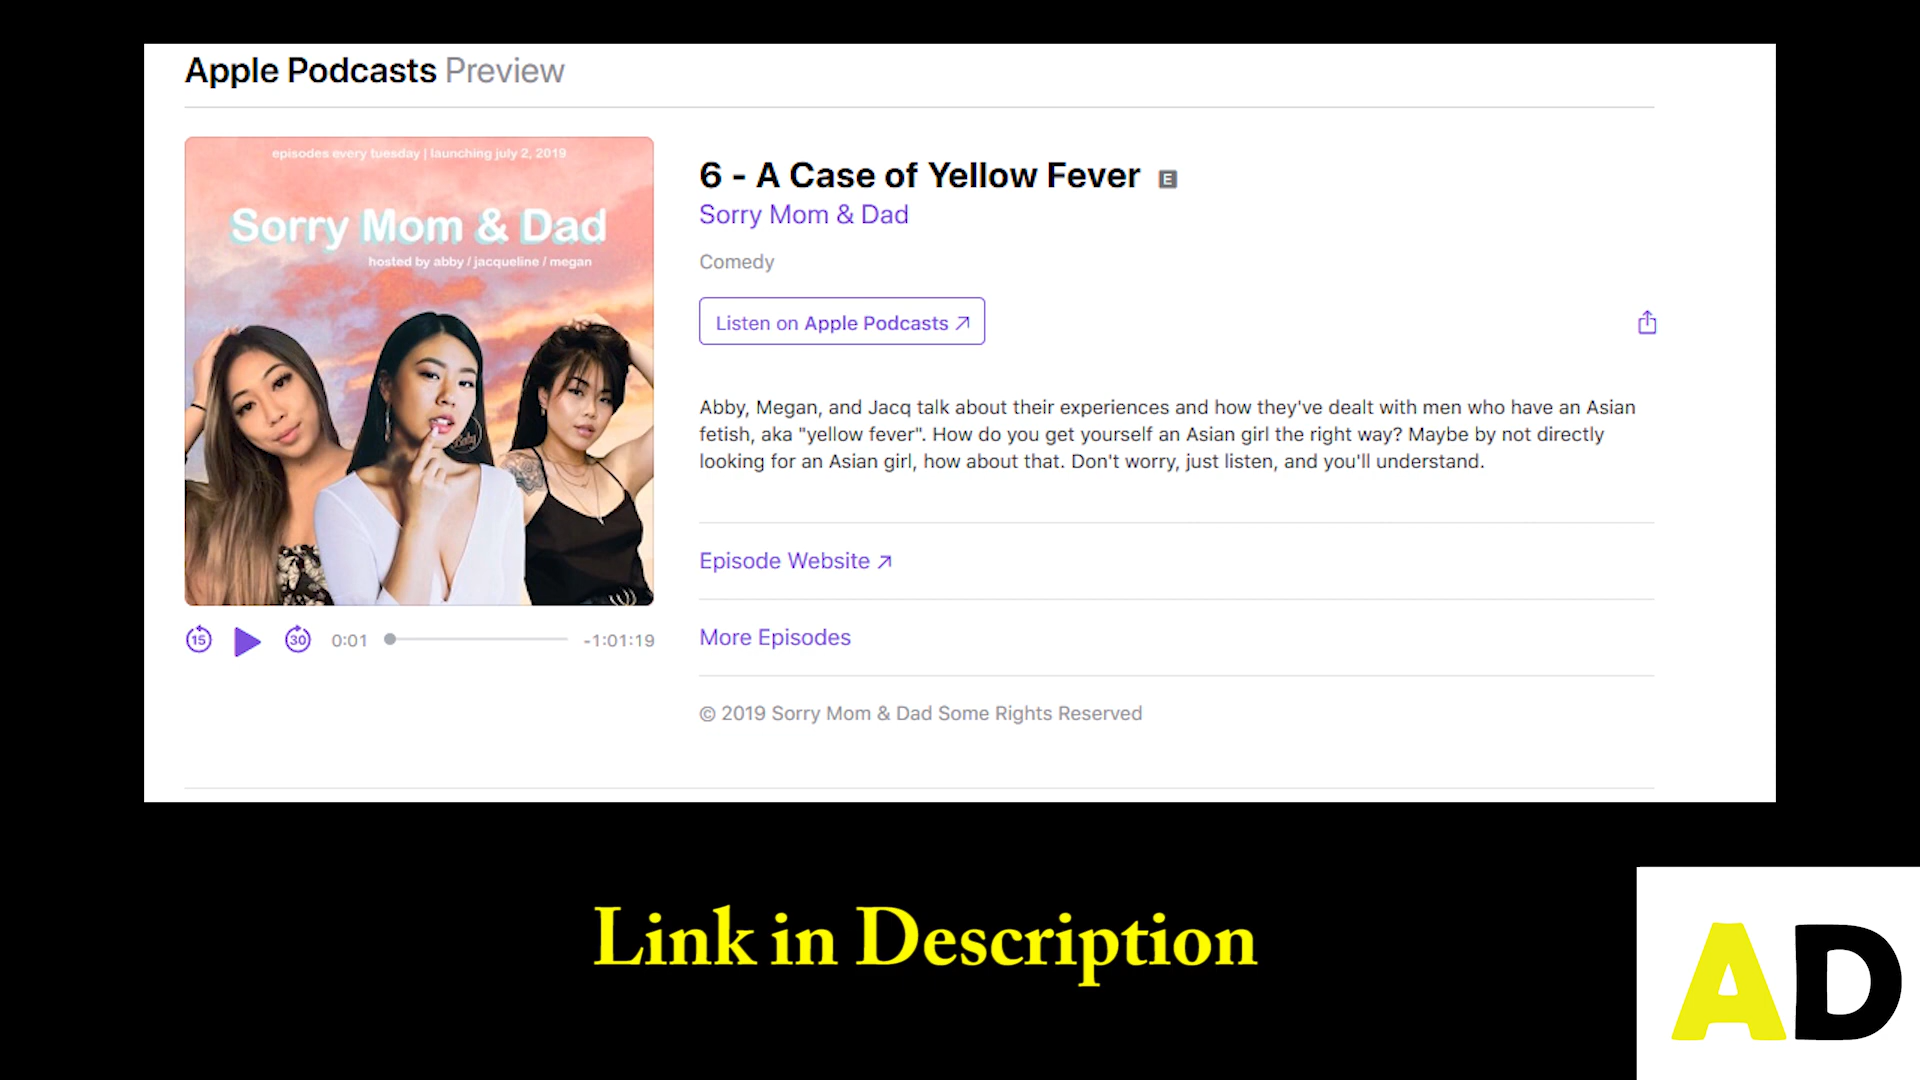 Apple Podcasts Preview
episodes every tuesday | launching july 2, 2019
Sorry Mom & Dad
hosted by abby / jacqueline / megan
Baby
6 - A Case of Yellow Fever E
Sorry Mom & Dad
Comedy
Listen on Apple Podcasts ↗
Abby, Megan, and Jacq talk about their experiences and how they've dealt with men who have an Asian
fetish, aka "yellow fever". How do you get yourself an Asian girl the right way? Maybe by not directly
looking for an Asian girl, how about that. Don't worry, just listen, and you'll understand.
Episode Website ↗
15 30 0:01 -1:01:19
More Episodes
© 2019 Sorry Mom & Dad Some Rights Reserved
Link in Description
AD